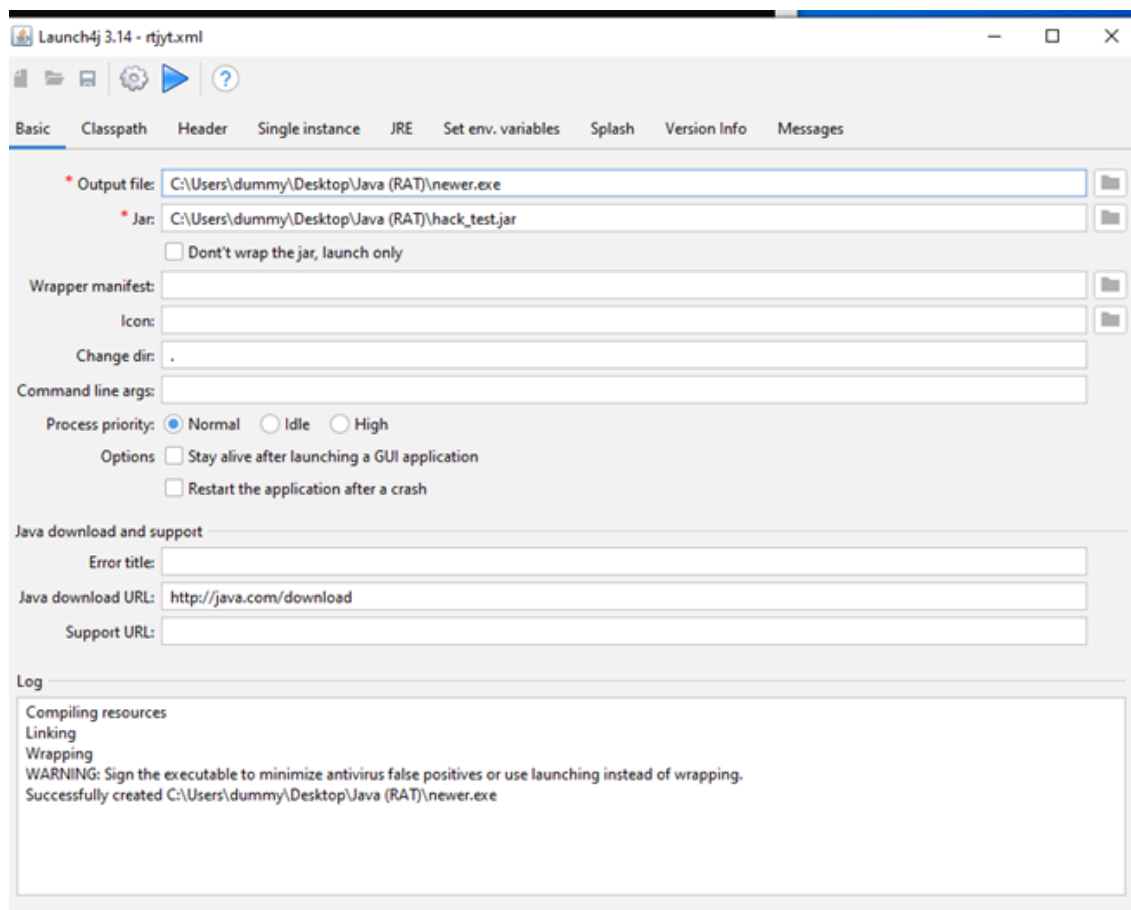 Launch4j 3.14 - rtjyt.xml
Basic Classpath Header Single instance JRE Set env. variables Splash Version Info Messages
* Output file: C:\Users\dummy\Desktop\Java (RAT)\newer.exe
* Jar: C:\Users\dummy\Desktop\Java (RAT)\hack_test.jar
Dont't wrap the jar, launch only
Wrapper manifest:
Icon:
Change dir: .
Command line args:
Process priority: Normal Idle High
Options Stay alive after launching a GUI application
Restart the application after a crash
Java download and support
Error title:
Java download URL: http://java.com/download
Support URL:
Log
Compiling resources
Linking
Wrapping
WARNING: Sign the executable to minimize antivirus false positives or use launching instead of wrapping.
Successfully created C:\Users\dummy\Desktop\Java (RAT)\newer.exe